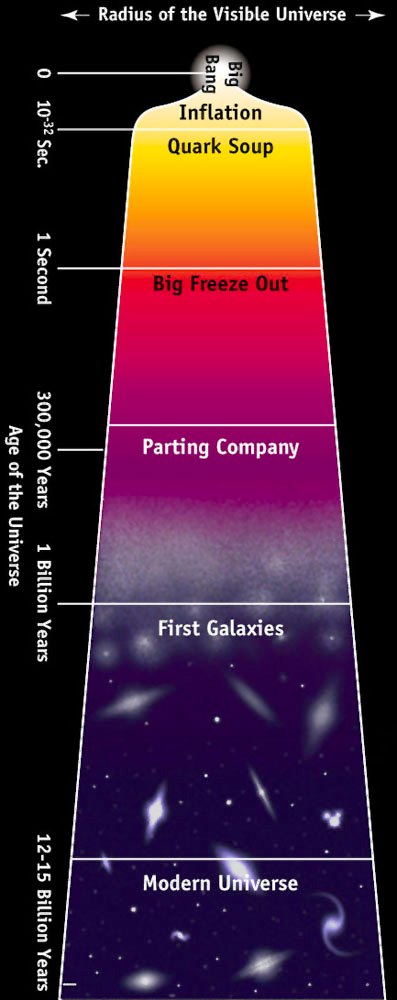 Radius of the Visible Universe
0
Big
Bang
Inflation
10⁻³² Sec.
Quark Soup
1 Second
Big Freeze Out
300,000 Years
Parting Company
Age of the Universe
1 Billion Years
First Galaxies
12-15 Billion Years
Modern Universe